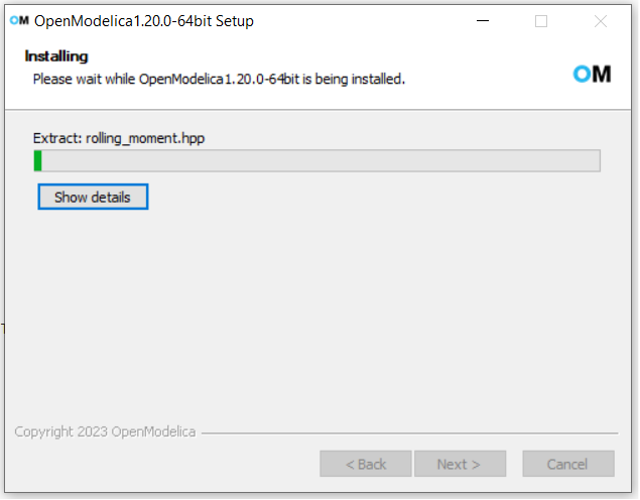 OM OpenModelica1.20.0-64bit Setup
Installing
Please wait while OpenModelica1.20.0-64bit is being installed.
OM
Extract: rolling_moment.hpp
Show details
Copyright 2023 OpenModelica
< Back Next > Cancel